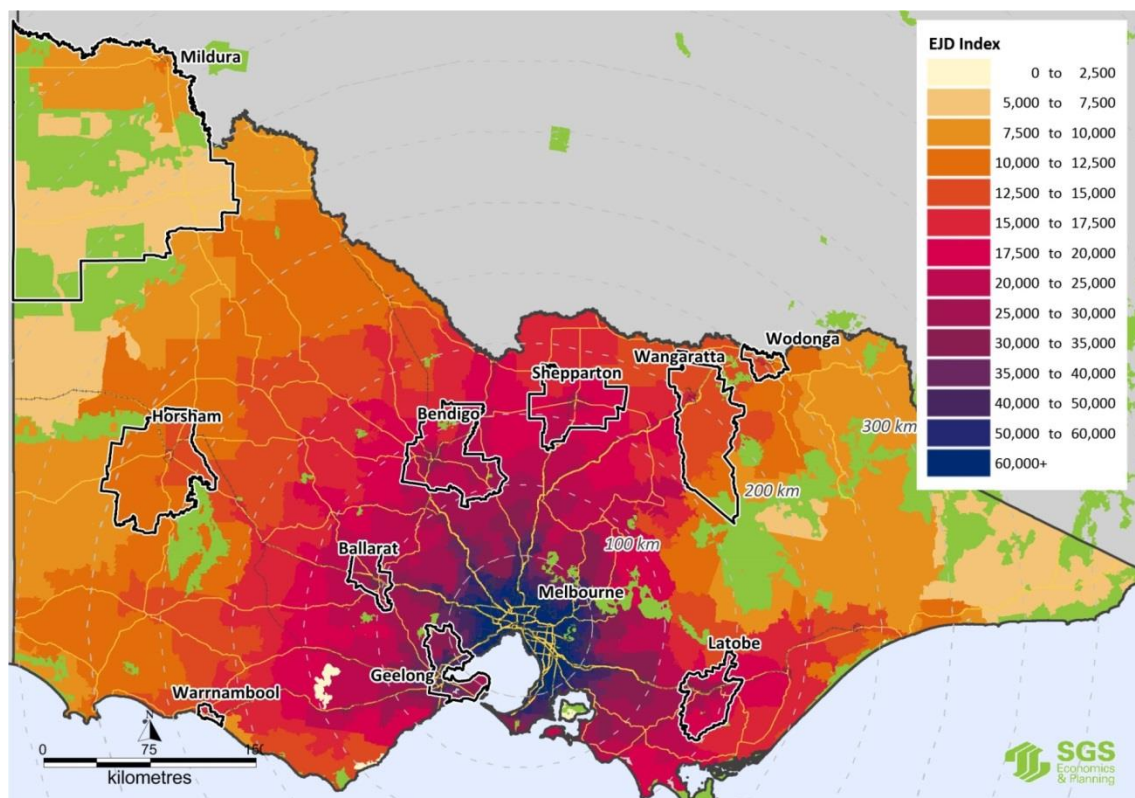 Mildura
Horsham
Bendigo
Shepparton
Wangaratta
Wodonga
Ballarat
Melbourne
Geelong
Latobe
Warrnambool
100 km
200 km
300 km
EJD Index
0 to 2,500
5,000 to 7,500
7,500 to 10,000
10,000 to 12,500
12,500 to 15,000
15,000 to 17,500
17,500 to 20,000
20,000 to 25,000
25,000 to 30,000
30,000 to 35,000
35,000 to 40,000
40,000 to 50,000
50,000 to 60,000
60,000+
N
0 75 150
kilometres
SGS
Economics
& Planning